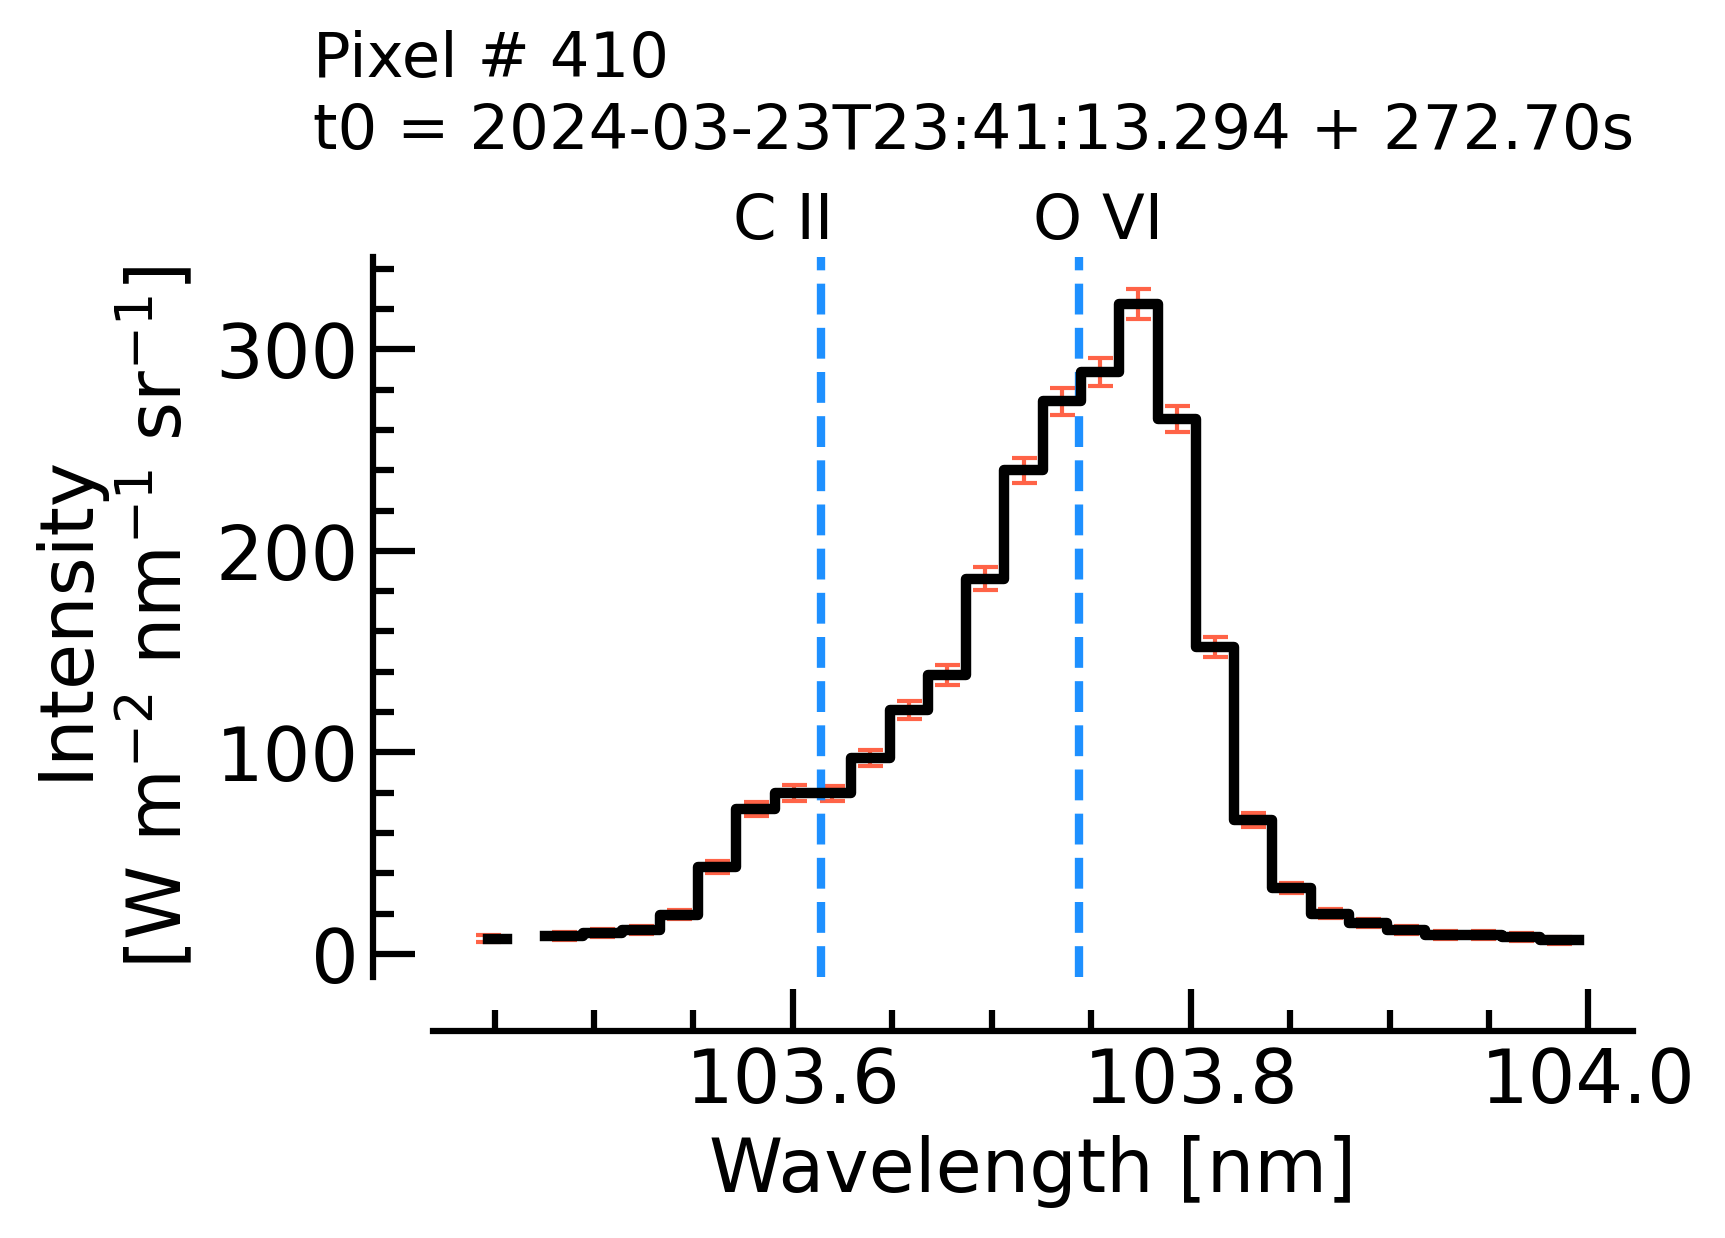 Pixel # 410
t0 = 2024-03-23T23:41:13.294 + 272.70s
C II
O VI
Intensity
[W m⁻² nm⁻¹ sr⁻¹]
300
200
100
0
103.6
103.8
104.0
Wavelength [nm]